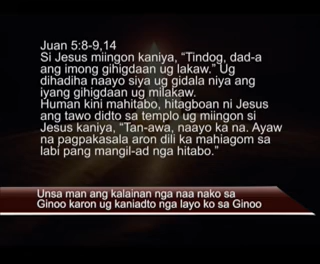 Juan 5:8-9,14
Si Jesus miingon kaniya, "Tindog, dad-a
ang imong gihigdaan ug lakaw." Ug
dihadiha naayo siya ug gidala niya ang
iyang gihigdaan ug milakaw.
Human kini mahitabo, hitagboan ni Jesus
ang tawo didto sa templo ug miingon si
Jesus kaniya, "Tan-awa, naayo ka na. Ayaw
na pagpakasala aron dili ka mahiagom sa
labi pang mangil-ad nga hitabo."
Unsa man ang kalainan nga naa nako sa
Ginoo karon ug kaniadto nga layo ko sa Ginoo